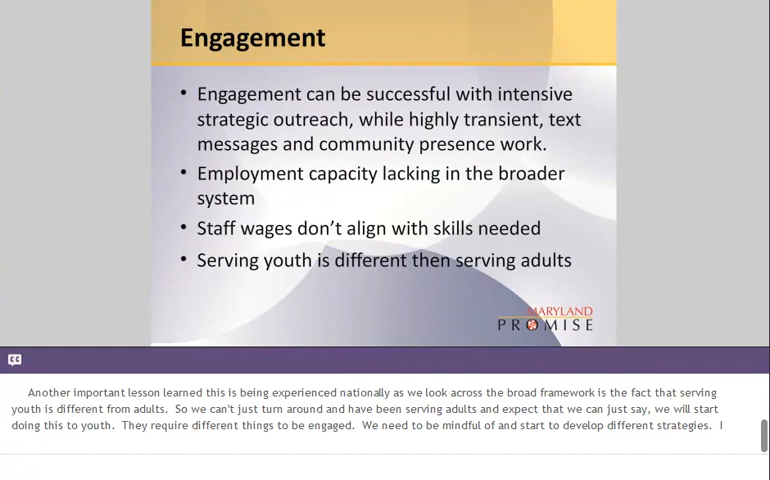 Engagement
• Engagement can be successful with intensive
strategic outreach, while highly transient, text
messages and community presence work.
• Employment capacity lacking in the broader
system
• Staff wages don't align with skills needed
• Serving youth is different then serving adults
MARYLAND
PROMISE
CC
Another important lesson learned this is being experienced nationally as we look across the broad framework is the fact that serving
youth is different from adults. So we can't just turn around and have been serving adults and expect that we can just say, we will start
doing this to youth. They require different things to be engaged. We need to be mindful of and start to develop different strategies. I